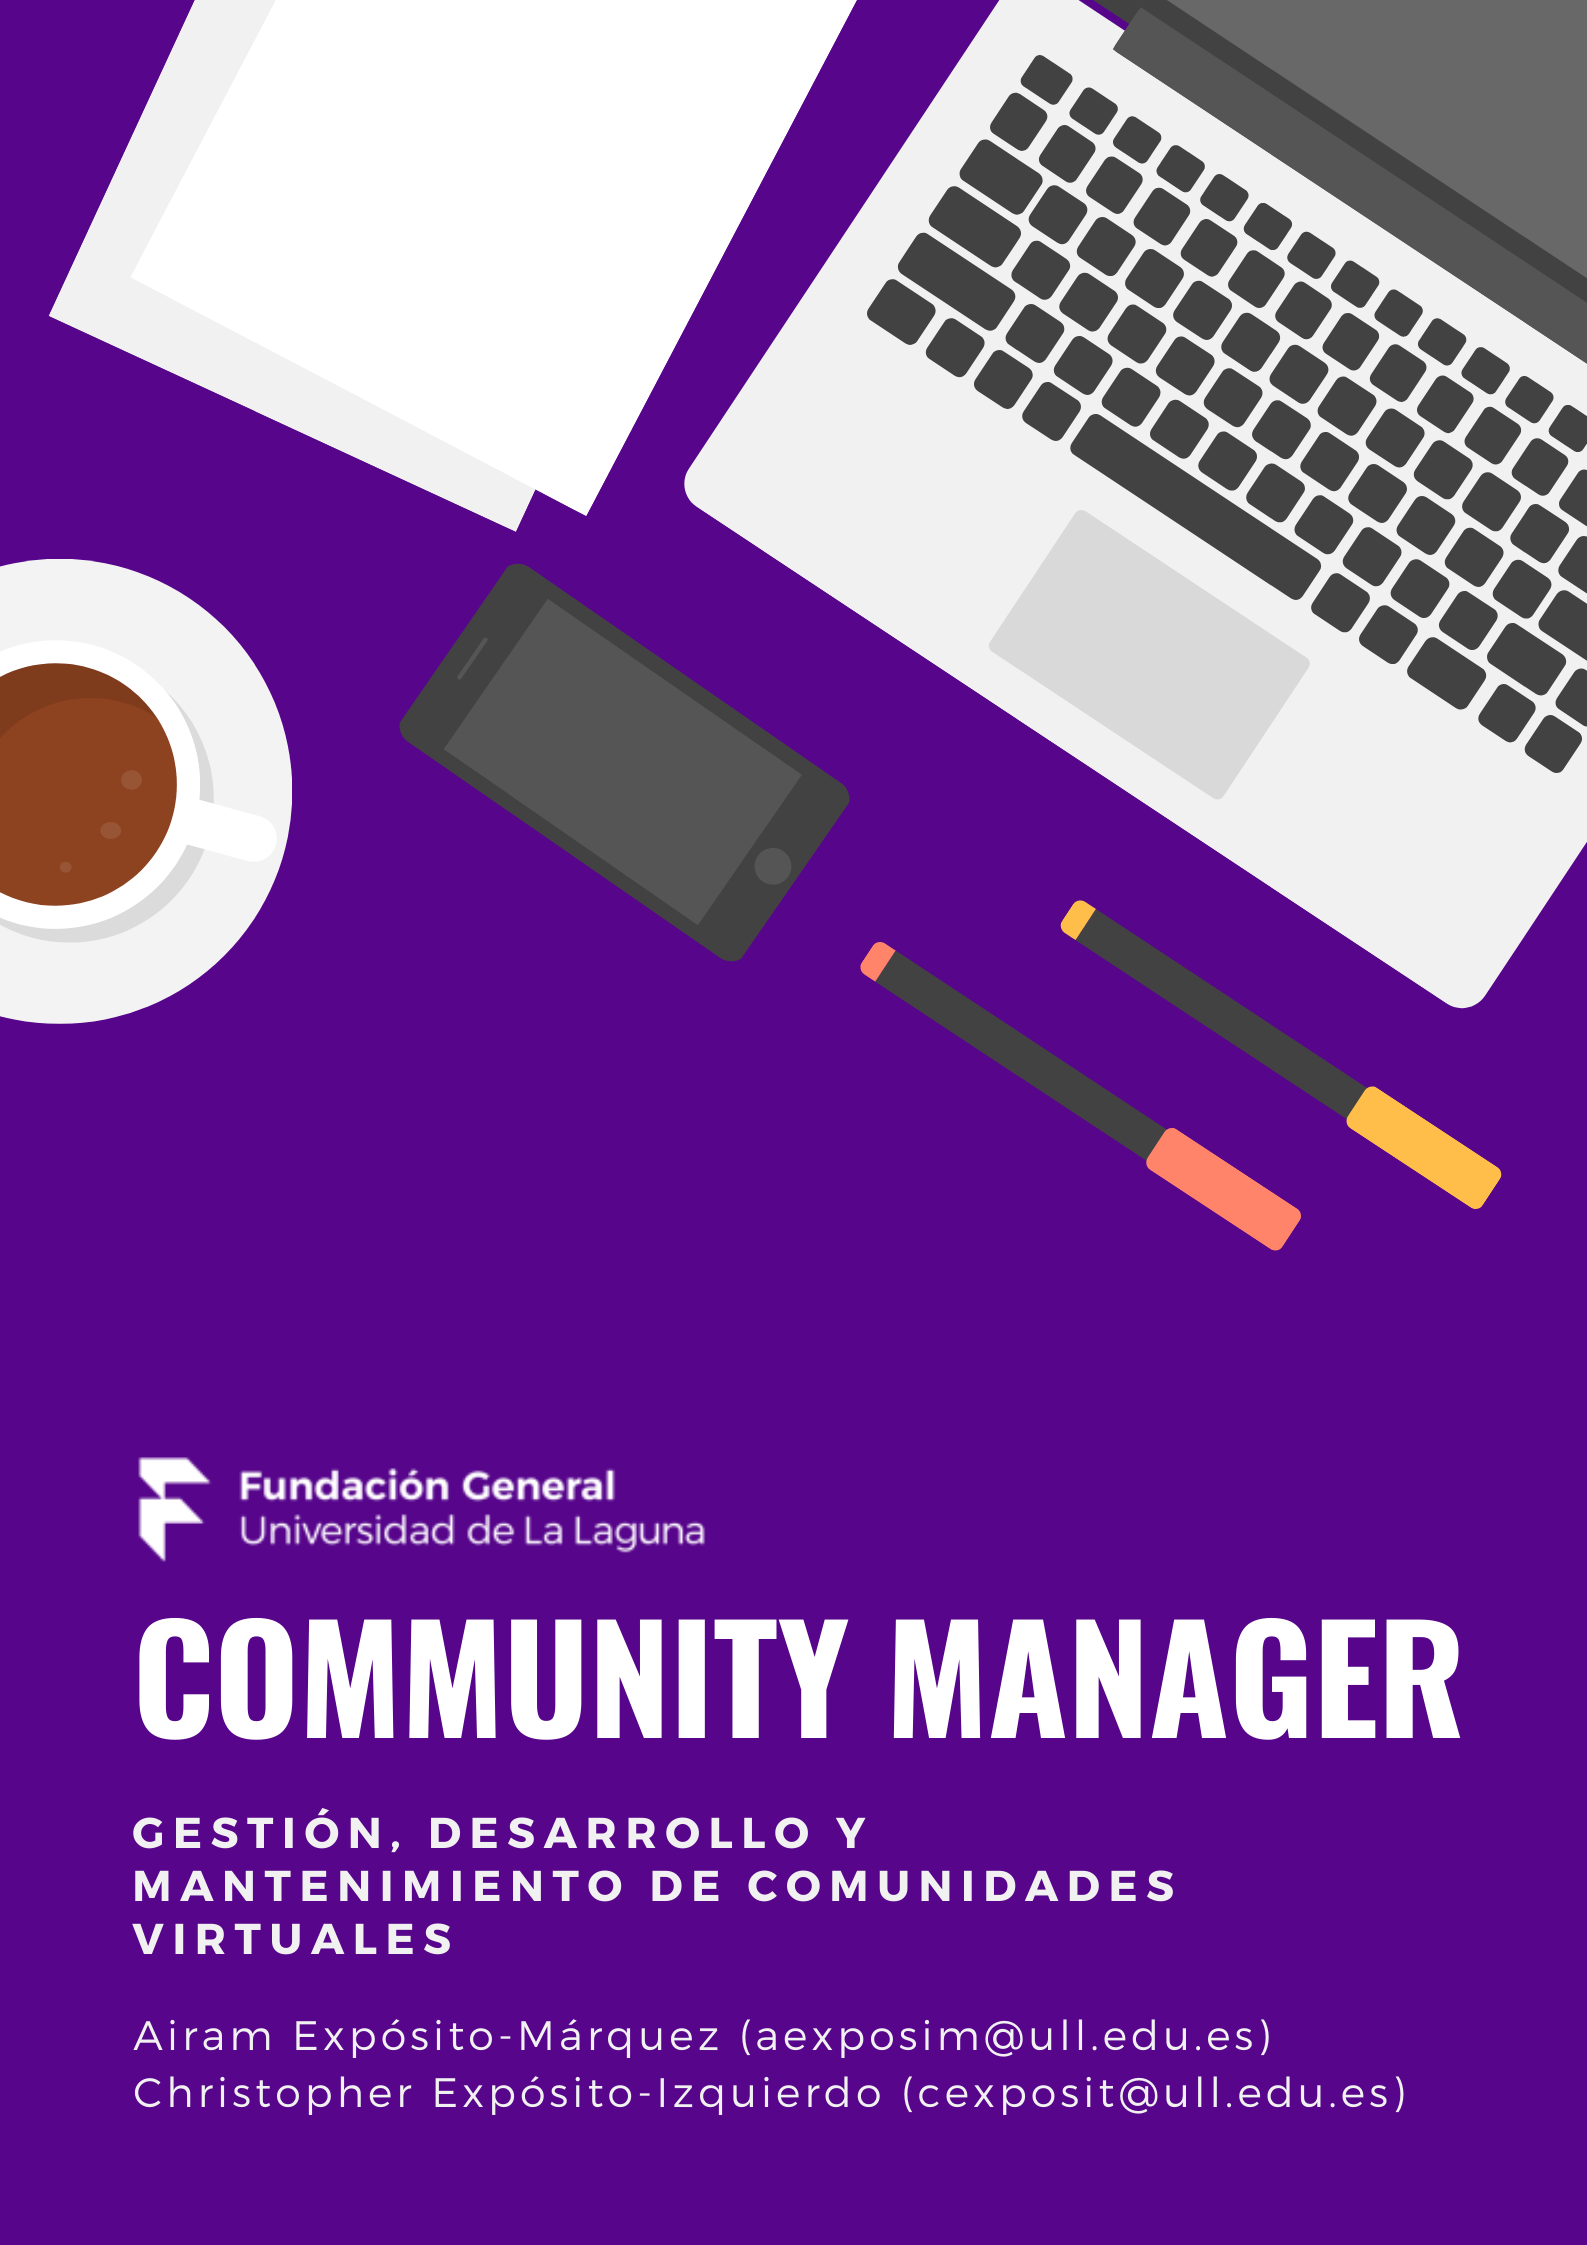 Fundación General
Universidad de La Laguna
COMMUNITY MANAGER
GESTIÓN, DESARROLLO Y
MANTENIMIENTO DE COMUNIDADES
VIRTUALES
Airam Expósito-Márquez (aexposim@ull.edu.es)
Christopher Expósito-Izquierdo (cexposit@ull.edu.es)